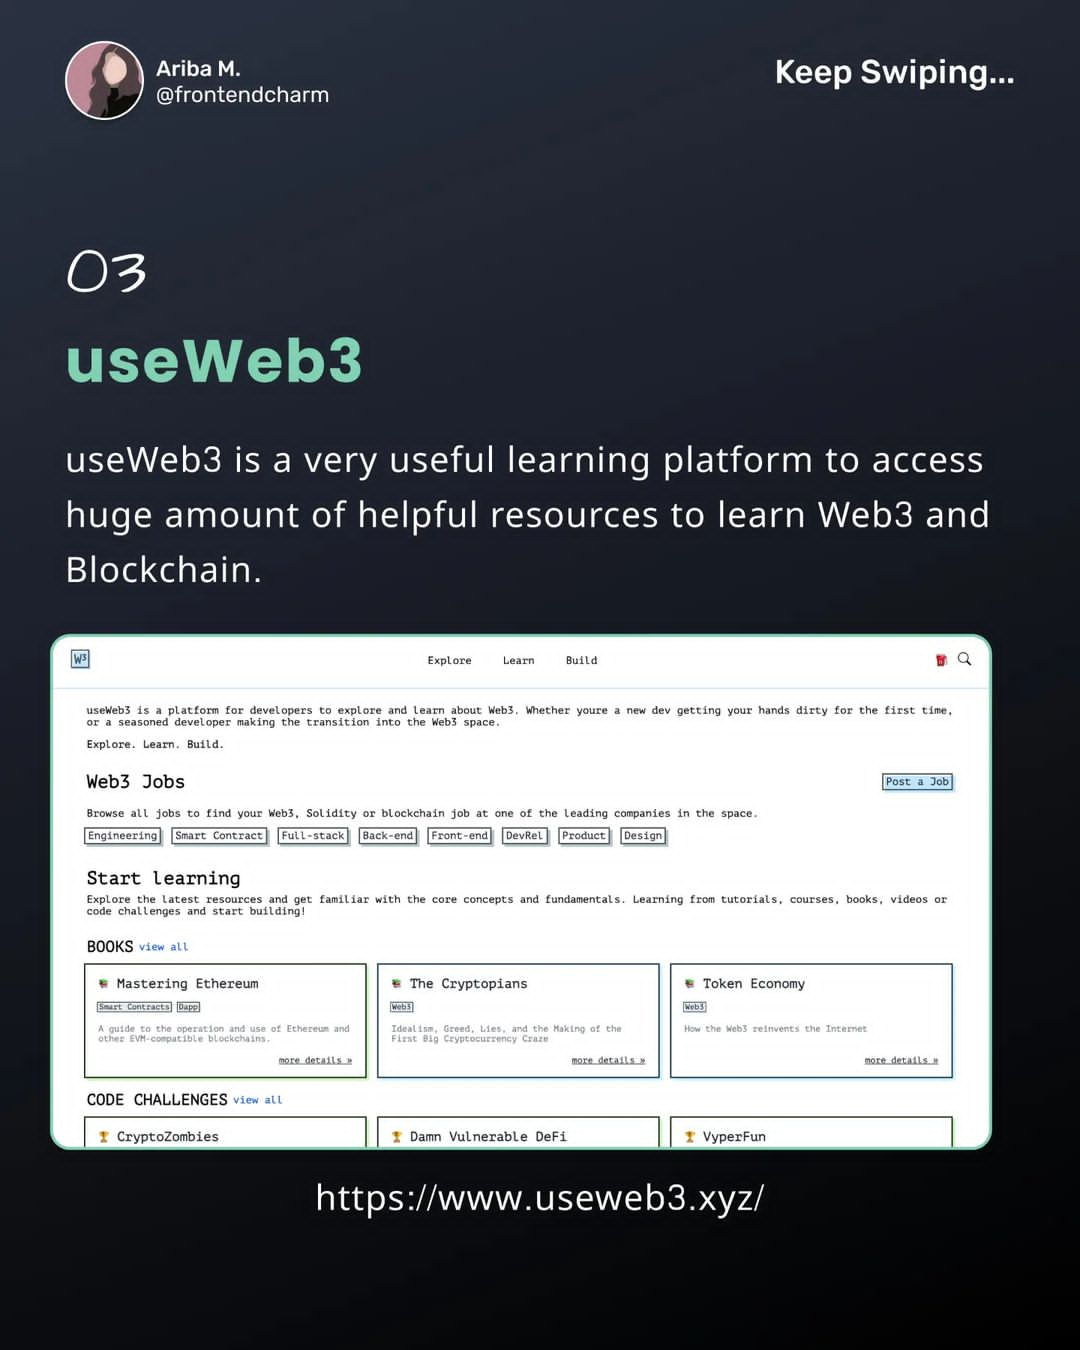 Ariba M.
@frontendcharm
Keep Swiping...
03
useWeb3
useWeb3 is a very useful learning platform to access
huge amount of helpful resources to learn Web3 and
Blockchain.
W3
Explore Learn Build
useWeb3 is a platform for developers to explore and learn about Web3. Whether youre a new dev getting your hands dirty for the first time,
or a seasoned developer making the transition into the Web3 space.
Explore. Learn. Build.
Web3 Jobs
Post a Job
Browse all jobs to find your Web3, Solidity or blockchain job at one of the leading companies in the space.
Engineering Smart Contract Full-stack Back-end Front-end DevRel Product Design
Start learning
Explore the latest resources and get familiar with the core concepts and fundamentals. Learning from tutorials, courses, books, videos or
code challenges and start building!
BOOKS view all
Mastering Ethereum
Smart Contracts Dapp
A guide to the operation and use of Ethereum and
other EVM-compatible blockchains.
more details »
The Cryptopians
Web3
Idealism, Greed, Lies, and the Making of the
First Big Cryptocurrency Craze
more details »
Token Economy
Web3
How the Web3 reinvents the Internet
more details »
CODE CHALLENGES view all
CryptoZombies
Damn Vulnerable DeFi
VyperFun
https://www.useweb3.xyz/